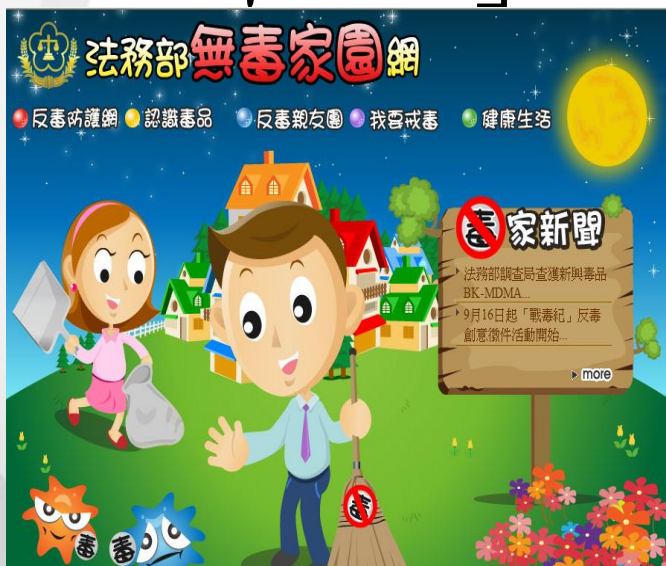 法務部無毒家園網
反毒防護網 認識毒品 反毒親友團 我要戒毒 健康生活
毒家新聞
法務部調查局查獲新興毒品
BK-MDMA...
9月16日起「戰毒紀」反毒
創意徵件活動開始...
more
毒
毒 毒